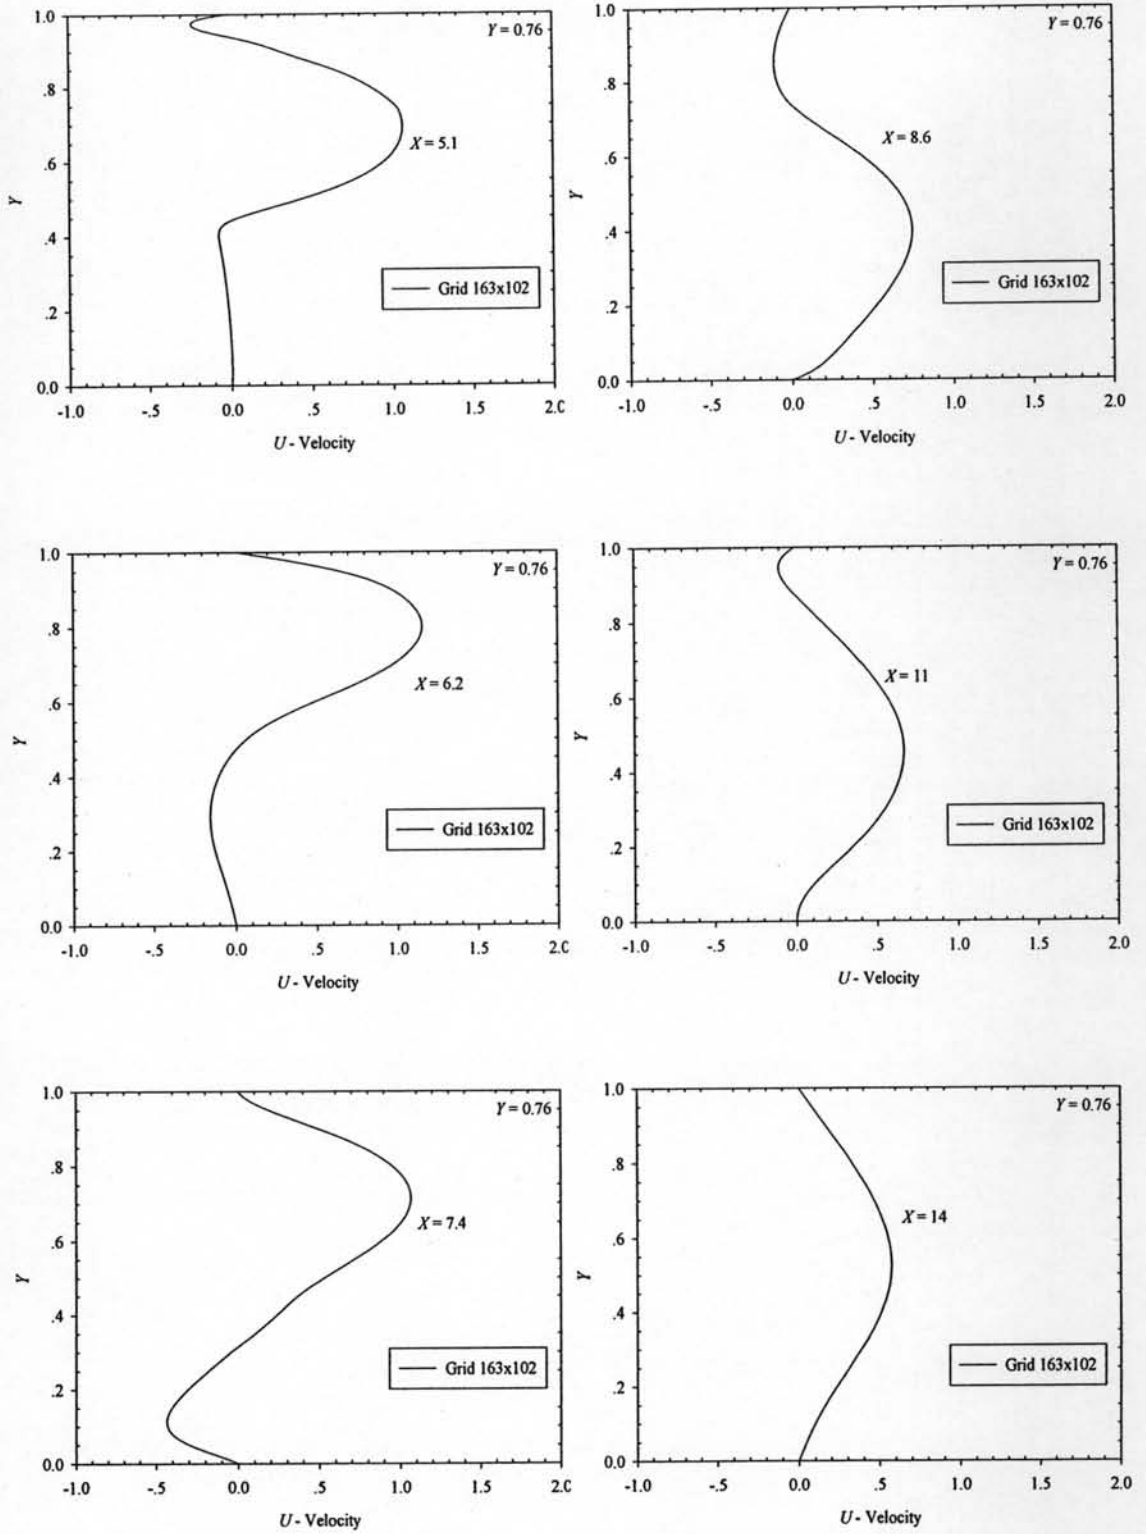 1.0
Y = 0.76
.8
X = 5.1
.6
Y
.4
Grid 163x102
.2
0.0
-1.0 -.5 0.0 .5 1.0 1.5 2.0
U - Velocity
1.0
Y = 0.76
.8
X = 8.6
.6
Y
.4
Grid 163x102
.2
0.0
-1.0 -.5 0.0 .5 1.0 1.5 2.0
U - Velocity
1.0
Y = 0.76
.8
X = 6.2
.6
Y
.4
Grid 163x102
.2
0.0
-1.0 -.5 0.0 .5 1.0 1.5 2.0
U - Velocity
1.0
Y = 0.76
.8
X = 11
.6
Y
.4
Grid 163x102
.2
0.0
-1.0 -.5 0.0 .5 1.0 1.5 2.0
U - Velocity
1.0
Y = 0.76
.8
X = 7.4
.6
Y
.4
Grid 163x102
.2
0.0
-1.0 -.5 0.0 .5 1.0 1.5 2.0
U - Velocity
1.0
Y = 0.76
.8
X = 14
.6
Y
.4
Grid 163x102
.2
0.0
-1.0 -.5 0.0 .5 1.0 1.5 2.0
U - Velocity